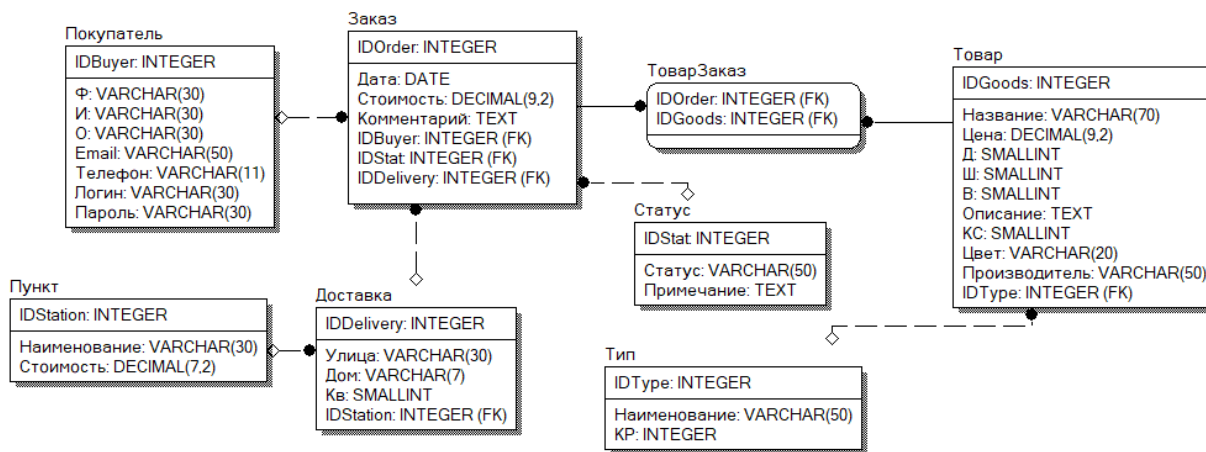 Покупатель
IDBuyer: INTEGER
Ф: VARCHAR(30)
И: VARCHAR(30)
О: VARCHAR(30)
Email: VARCHAR(50)
Телефон: VARCHAR(11)
Логин: VARCHAR(30)
Пароль: VARCHAR(30)
Заказ
IDOrder: INTEGER
Дата: DATE
Стоимость: DECIMAL(9,2)
Комментарий: TEXT
IDBuyer: INTEGER (FK)
IDStat: INTEGER (FK)
IDDelivery: INTEGER (FK)
ТоварЗаказ
IDOrder: INTEGER (FK)
IDGoods: INTEGER (FK)
Товар
IDGoods: INTEGER
Название: VARCHAR(70)
Цена: DECIMAL(9,2)
Д: SMALLINT
Ш: SMALLINT
В: SMALLINT
Описание: TEXT
КС: SMALLINT
Цвет: VARCHAR(20)
Производитель: VARCHAR(50)
IDType: INTEGER (FK)
Статус
IDStat: INTEGER
Статус: VARCHAR(50)
Примечание: TEXT
Пункт
IDStation: INTEGER
Наименование: VARCHAR(30)
Стоимость: DECIMAL(7,2)
Доставка
IDDelivery: INTEGER
Улица: VARCHAR(30)
Дом: VARCHAR(7)
Кв: SMALLINT
IDStation: INTEGER (FK)
Тип
IDType: INTEGER
Наименование: VARCHAR(50)
КР: INTEGER